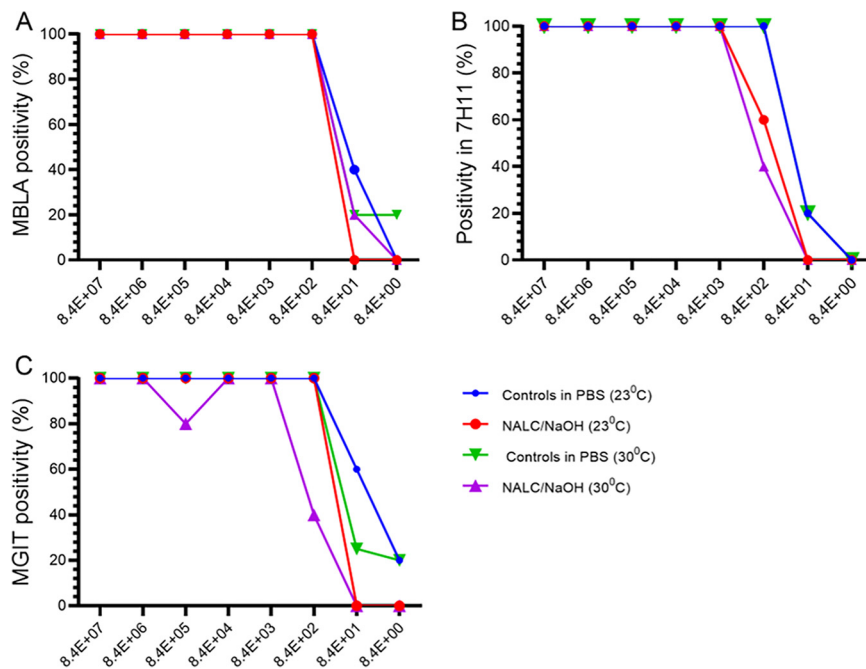 A
MBLA positivity (%)
100
80
60
40
20
0
8.4E+07
8.4E+06
8.4E+05
8.4E+04
8.4E+03
8.4E+02
8.4E+01
8.4E+00
B
Positivity in 7H11 (%)
100
80
60
40
20
0
8.4E+07
8.4E+06
8.4E+05
8.4E+04
8.4E+03
8.4E+02
8.4E+01
8.4E+00
C
MGIT positivity (%)
100
80
60
40
20
0
8.4E+07
8.4E+06
8.4E+05
8.4E+04
8.4E+03
8.4E+02
8.4E+01
8.4E+00
Controls in PBS (23⁰C)
NALC/NaOH (23⁰C)
Controls in PBS (30⁰C)
NALC/NaOH (30⁰C)